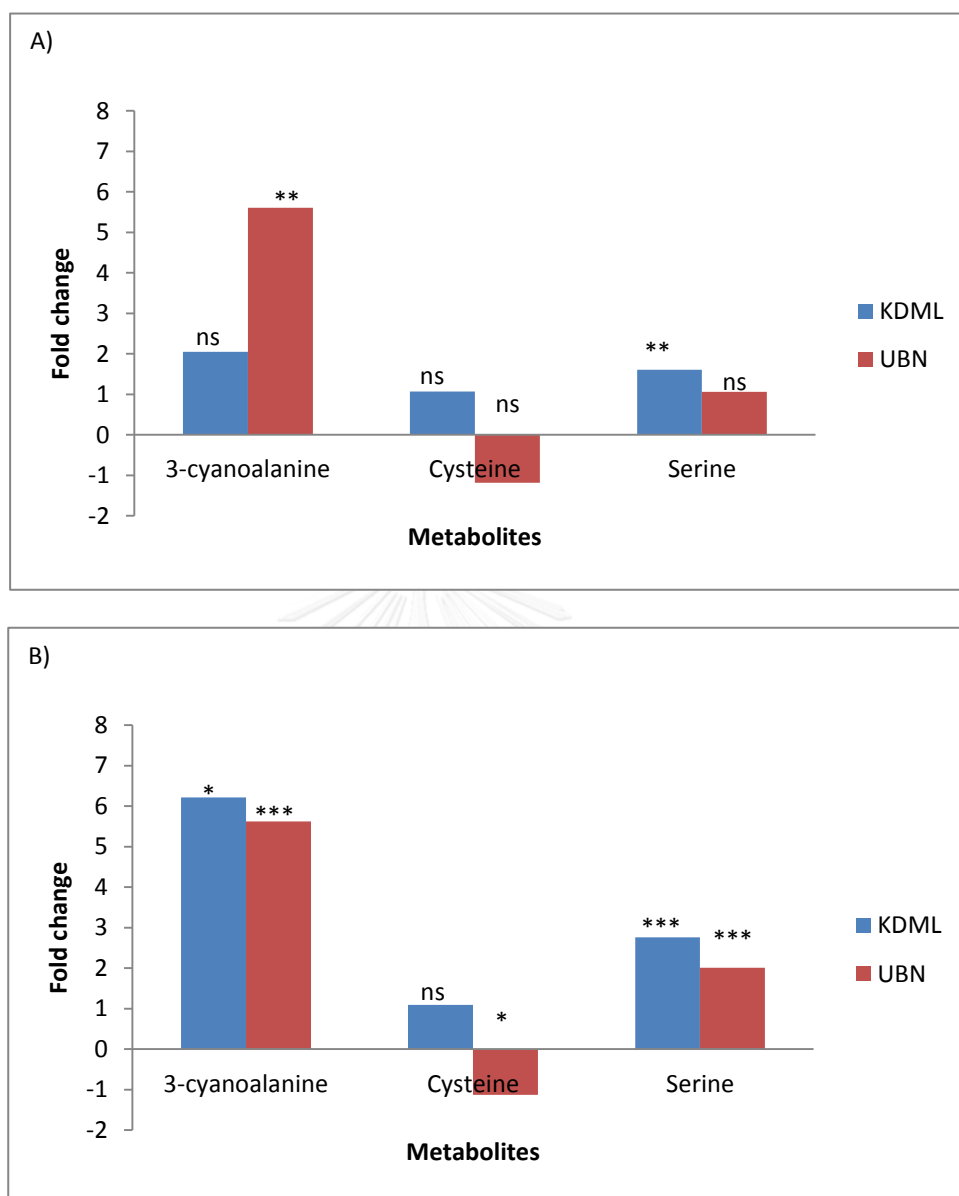 A)
8
7
6
5
4
3
2
1
0
-1
-2
Fold change
**
ns
ns
ns
**
ns
3-cyanoalanine Cysteine Serine
Metabolites
KDML
UBN
B)
8
7
6
5
4
3
2
1
0
-1
-2
Fold change
*
***
ns
*
***
***
3-cyanoalanine Cysteine Serine
Metabolites
KDML
UBN